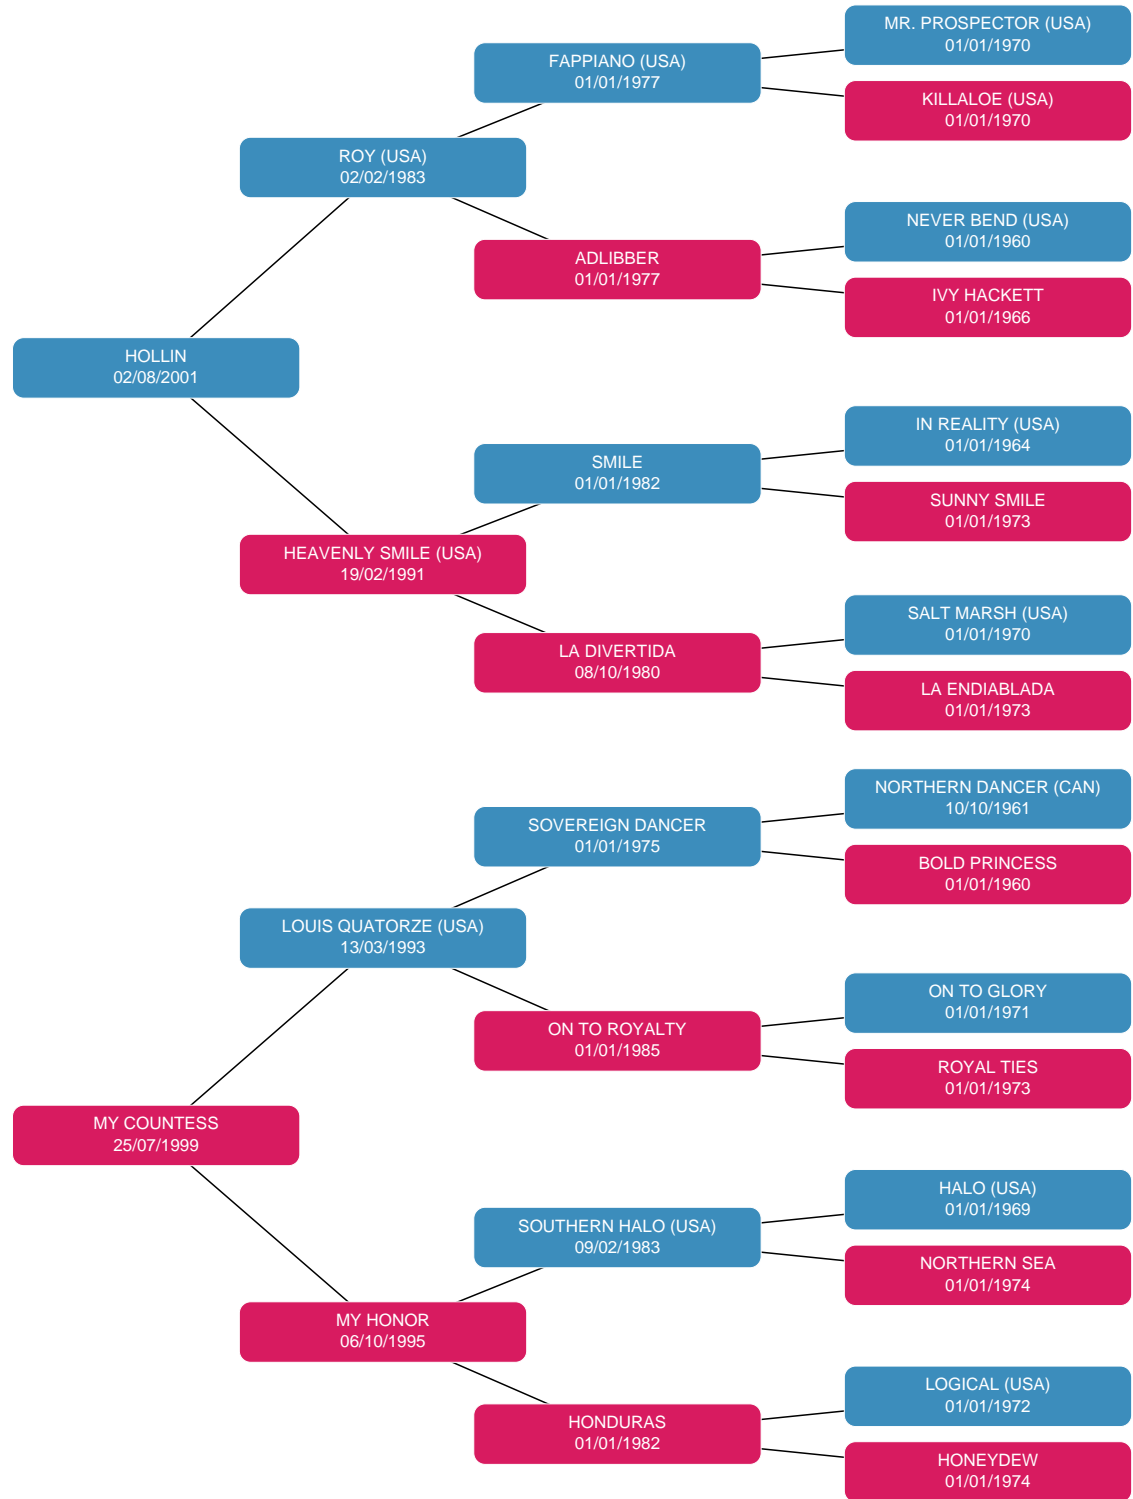 MR. PROSPECTOR (USA)
01/01/1970
FAPPIANO (USA)
01/01/1977
KILLALOE (USA)
01/01/1970
ROY (USA)
02/02/1983
NEVER BEND (USA)
01/01/1960
ADLIBBER
01/01/1977
IVY HACKETT
01/01/1966
HOLLIN
02/08/2001
IN REALITY (USA)
01/01/1964
SMILE
01/01/1982
SUNNY SMILE
01/01/1973
HEAVENLY SMILE (USA)
19/02/1991
SALT MARSH (USA)
01/01/1970
LA DIVERTIDA
08/10/1980
LA ENDIABLADA
01/01/1973
NORTHERN DANCER (CAN)
10/10/1961
SOVEREIGN DANCER
01/01/1975
BOLD PRINCESS
01/01/1960
LOUIS QUATORZE (USA)
13/03/1993
ON TO GLORY
01/01/1971
ON TO ROYALTY
01/01/1985
ROYAL TIES
01/01/1973
MY COUNTESS
25/07/1999
HALO (USA)
01/01/1969
SOUTHERN HALO (USA)
09/02/1983
NORTHERN SEA
01/01/1974
MY HONOR
06/10/1995
LOGICAL (USA)
01/01/1972
HONDURAS
01/01/1982
HONEYDEW
01/01/1974